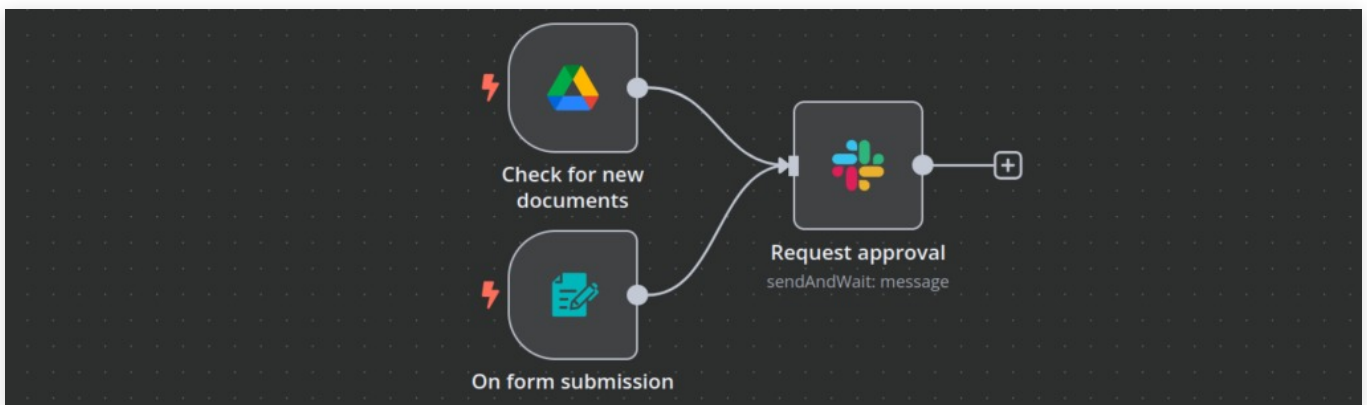 Check for new
documents
Request approval
sendAndWait: message
On form submission